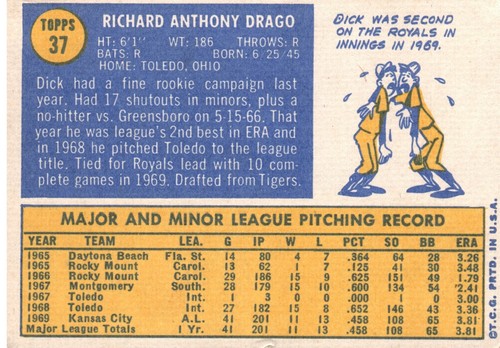 TOPPS
37
RICHARD ANTHONY DRAGO
HT: 6'1" WT: 186 THROWS: R
BATS: R BORN: 6 25/45
HOME: TOLEDO, OHIO
Dick had a fine rookie campaign last
year. Had 17 shutouts in minors, plus a
no-hitter vs. Greensboro on 5-15-66. That
year he was league's 2nd best in ERA and
in 1968 he pitched Toledo to the league
title. Tied for Royals lead with 10 com-
plete games in 1969. Drafted from Tigers.
DICK WAS SECOND
ON THE ROYALS IN
INNINGS IN 1969.
MAJOR AND MINOR LEAGUE PITCHING RECORD
YEAR TEAM LEA. G IP W L PCT SO BB ERA
1965 Daytona Beach Fla. St. 14 80 4 7 .364 64 28 3.26
1965 Rocky Mount Carol. 13 62 1 7 .125 41 30 3.48
1966 Rocky Mount Carol. 29 186 15 9 .625 151 49 1.79
1967 Montgomery South. 28 179 15 10 .600 134 54 *2.41
1967 Toledo Int. 1 3 0 0 .000 1 0 3.00
1968 Toledo Int. 27 182 15 8 .652 146 43 3.36
1969 Kansas City A.L. 41 201 11 13 .458 108 65 3.81
Major League Totals 1 Yr. 41 201 11 13 .458 108 65 3.81
©T.C.G. PRTD. IN U.S.A.